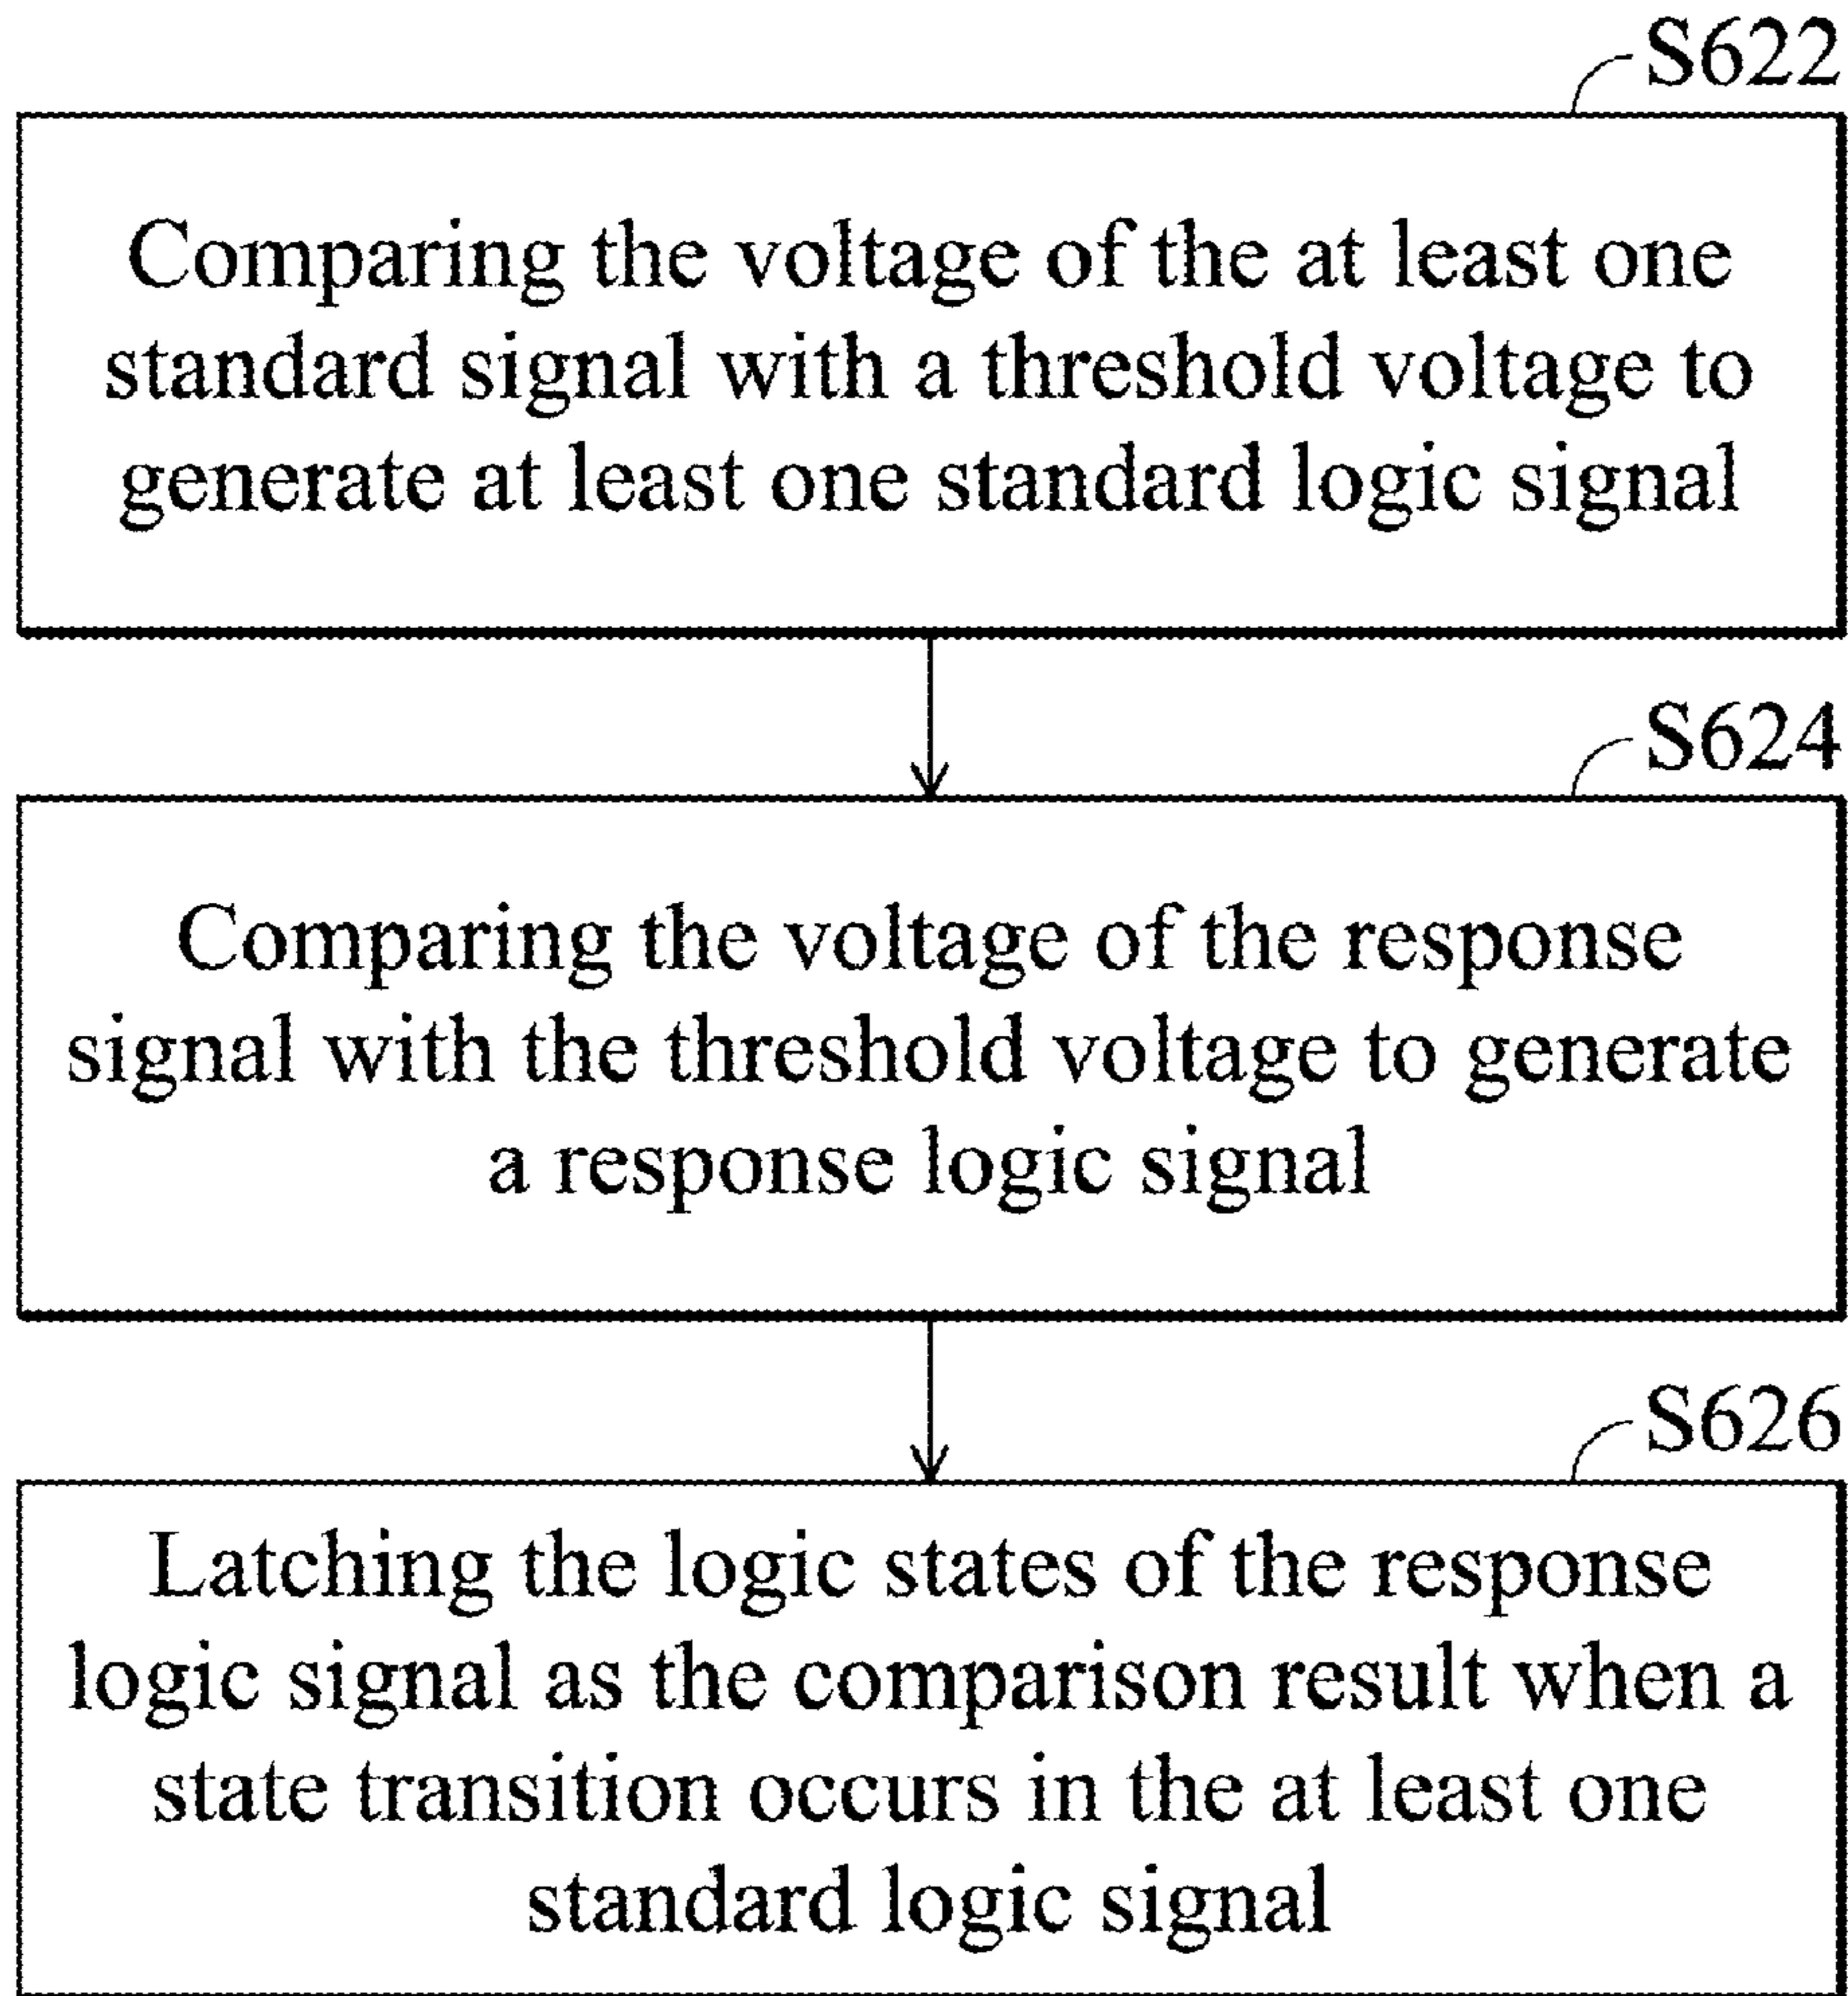 S622
Comparing the voltage of the at least one
standard signal with a threshold voltage to
generate at least one standard logic signal
S624
Comparing the voltage of the response
signal with the threshold voltage to generate
a response logic signal
S626
Latching the logic states of the response
logic signal as the comparison result when a
state transition occurs in the at least one
standard logic signal